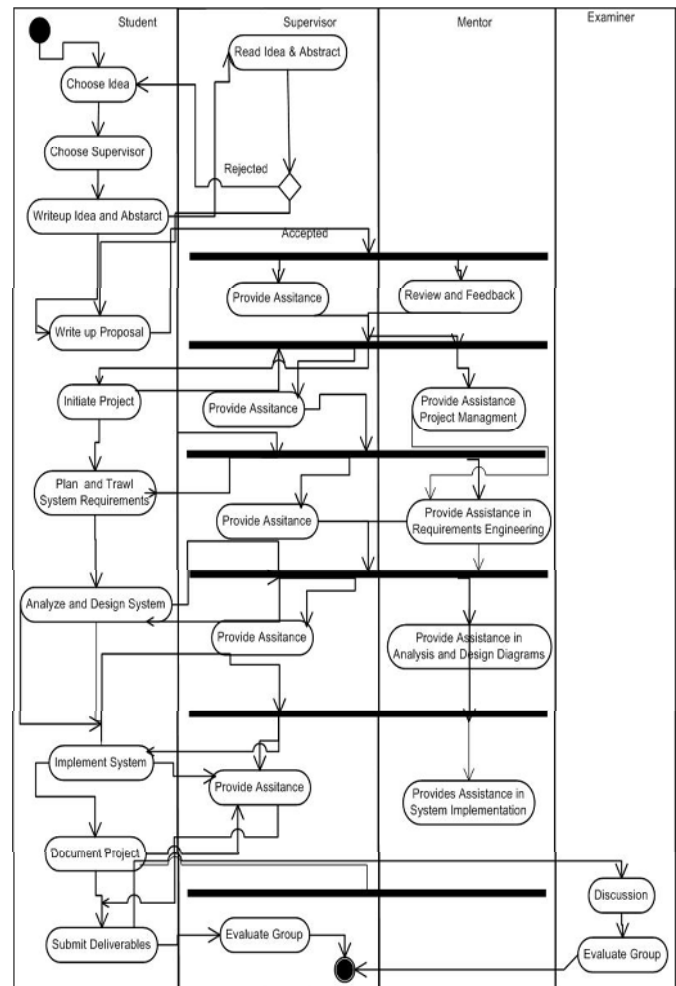 Student
Supervisor
Mentor
Examiner
Read Idea & Abstract
Choose Idea
Choose Supervisor
Rejected
Writeup Idea and Abstarct
Accepted
Provide Assitance
Review and Feedback
Write up Proposal
Initiate Project
Provide Assitance
Provide Assistance
Project Managment
Plan and Trawl
System Requirements
Provide Assitance
Provide Assistance in
Requirements Engineering
Analyze and Design System
Provide Assitance
Provide Assistance in
Analysis and Design Diagrams
Implement System
Provide Assitance
Provides Assistance in
System Implementation
Document Project
Discussion
Submit Deliverables
Evaluate Group
Evaluate Group